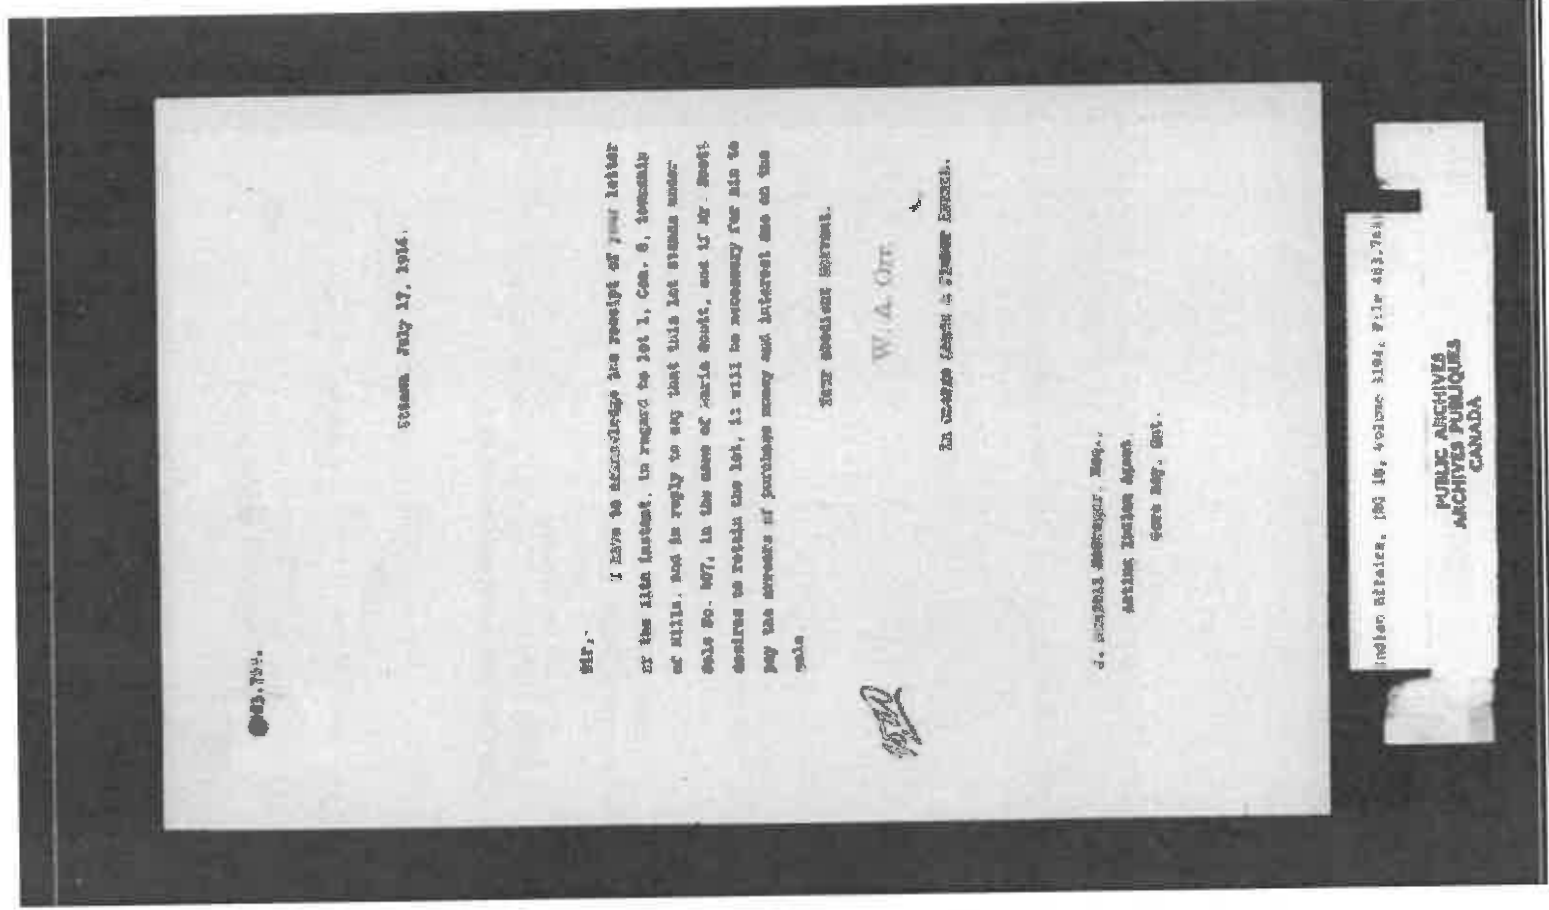 Ottawa July 17, 1914.
Sir,-
I have to acknowledge the receipt of your letter
of the 11th instant, in regard to lot 1, Con. 6, township
of Mills, and in reply to say that this lot stands under
Sale No. 407, in the name of Maria Scott, and if Mr. Scott
desires to retain the lot, it will be necessary for him to
pay the arrears of purchase money and interest due on the
sale.
Your obedient servant.
W. A. Orr.
In charge Lands & Timber Branch.
J. Esq.,
Acting Indian Agent
Gore Bay, Ont.
Indian Affairs. (RG 10, Volume
PUBLIC ARCHIVES
ARCHIVES PUBLIQUES
CANADA